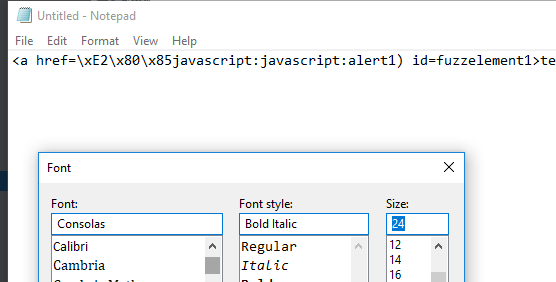 Untitled - Notepad
File Edit Format View Help
<a href=\xE2\x80\x85javascript:javascript:alert1) id=fuzzelement1>te
Font
Font: Font style: Size:
Consolas Bold Italic 24
Calibri Regular 12
Cambria Italic 14
16